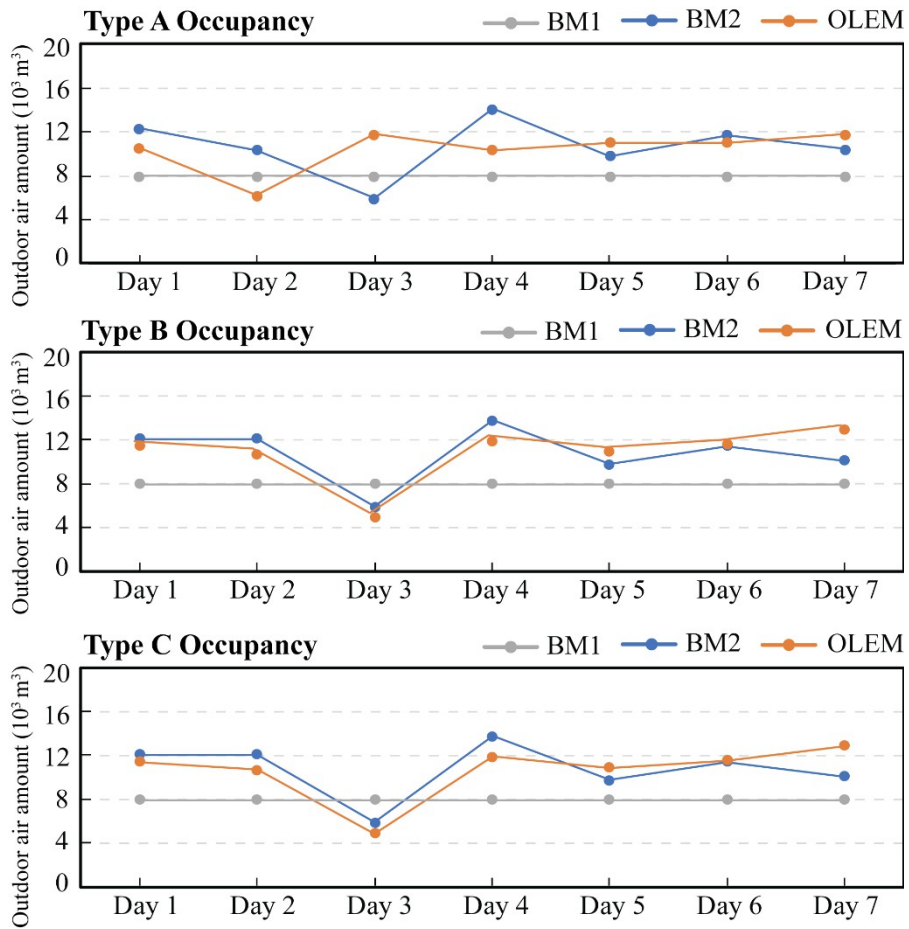 Type A Occupancy BM1 BM2 OLEM
Outdoor air amount (10³ m³)
20
16
12
8
4
0
Day 1 Day 2 Day 3 Day 4 Day 5 Day 6 Day 7
Type B Occupancy BM1 BM2 OLEM
Outdoor air amount (10³ m³)
20
16
12
8
4
0
Day 1 Day 2 Day 3 Day 4 Day 5 Day 6 Day 7
Type C Occupancy BM1 BM2 OLEM
Outdoor air amount (10³ m³)
20
16
12
8
4
0
Day 1 Day 2 Day 3 Day 4 Day 5 Day 6 Day 7